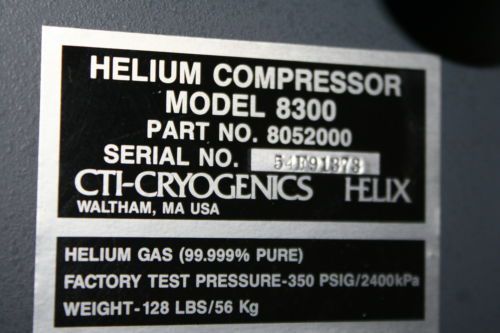 HELIUM COMPRESSOR
MODEL 8300
PART NO. 8052000
SERIAL NO. 54E91373
CTI-CRYOGENICS HELIX
WALTHAM, MA USA
HELIUM GAS (99.999% PURE)
FACTORY TEST PRESSURE-350 PSIG/2400kPa
WEIGHT-128 LBS/56 Kg